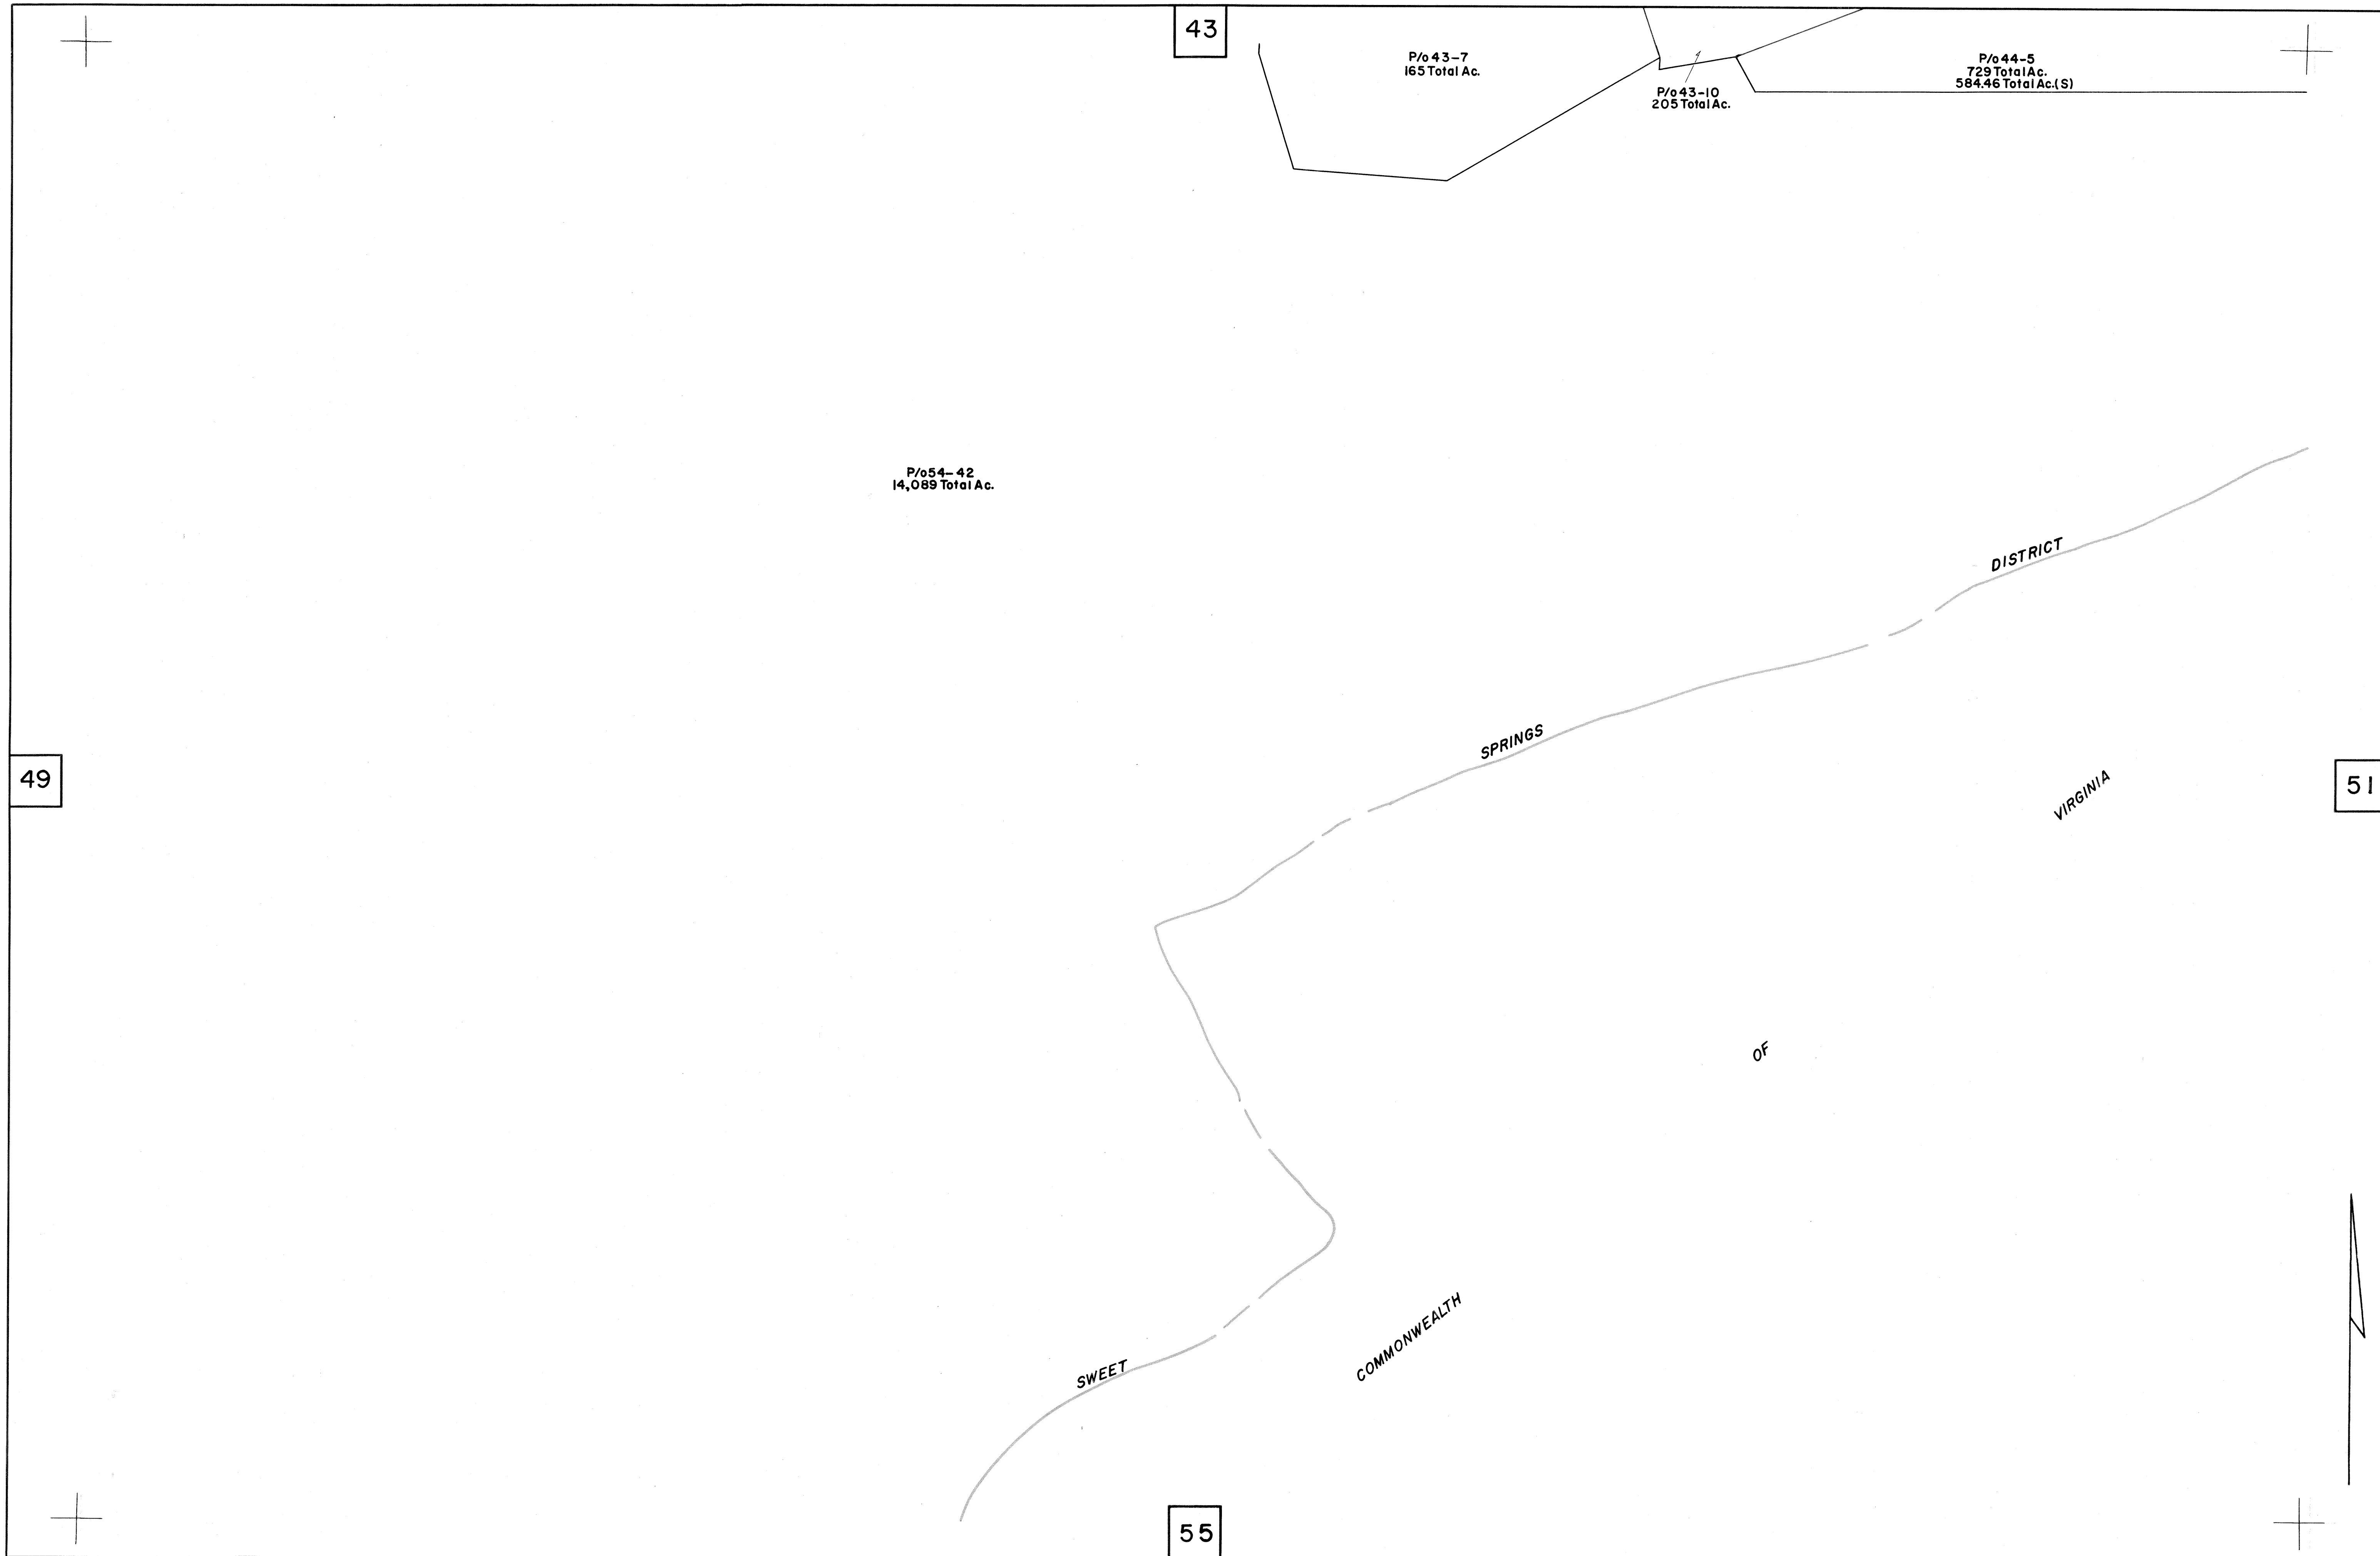 43
P/o 43-7
165 Total Ac.
P/o 43-10
205 Total Ac.
P/o 44-5
729 Total Ac.
584.46 Total Ac.(S)
P/o 54-42
14,089 Total Ac.
DISTRICT
SPRINGS
49
VIRGINIA
51
OF
COMMONWEALTH
SWEET
55